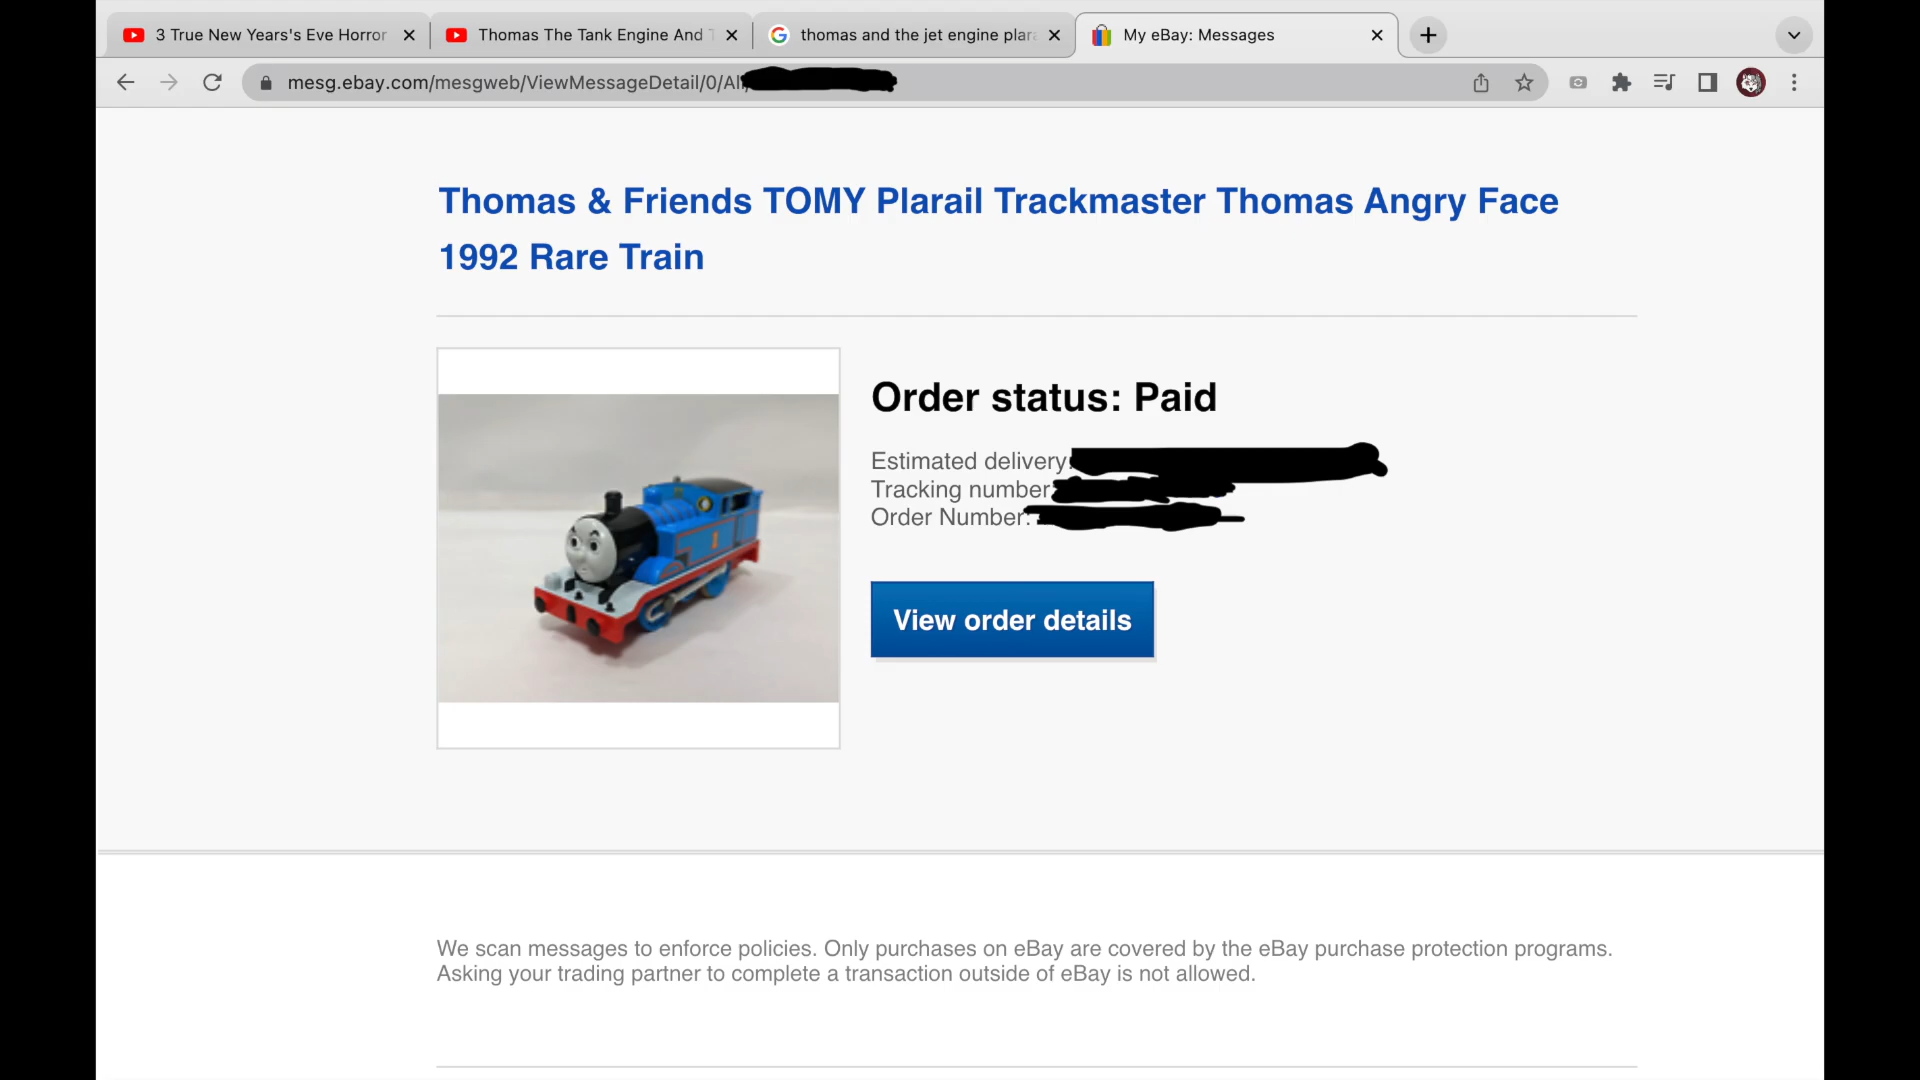 3 True New Years's Eve Horror
Thomas The Tank Engine And
thomas and the jet engine plara
My eBay: Messages
mesg.ebay.com/mesgweb/ViewMessageDetail/0/All
Thomas & Friends TOMY Plarail Trackmaster Thomas Angry Face
1992 Rare Train
Order status: Paid
Estimated delivery:
Tracking number
Order Number:
View order details
We scan messages to enforce policies. Only purchases on eBay are covered by the eBay purchase protection programs.
Asking your trading partner to complete a transaction outside of eBay is not allowed.